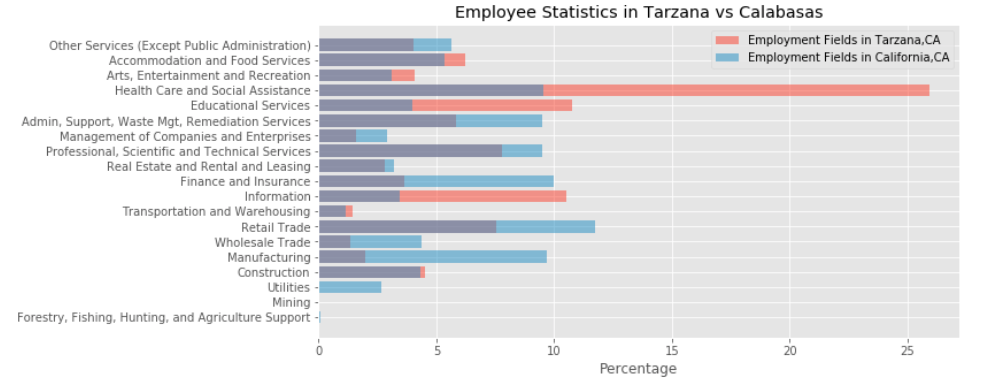 Employee Statistics in Tarzana vs Calabasas
Employment Fields in Tarzana,CA
Employment Fields in California,CA
Other Services (Except Public Administration)
Accommodation and Food Services
Arts, Entertainment and Recreation
Health Care and Social Assistance
Educational Services
Admin, Support, Waste Mgt, Remediation Services
Management of Companies and Enterprises
Professional, Scientific and Technical Services
Real Estate and Rental and Leasing
Finance and Insurance
Information
Transportation and Warehousing
Retail Trade
Wholesale Trade
Manufacturing
Construction
Utilities
Mining
Forestry, Fishing, Hunting, and Agriculture Support
0 5 10 15 20 25
Percentage